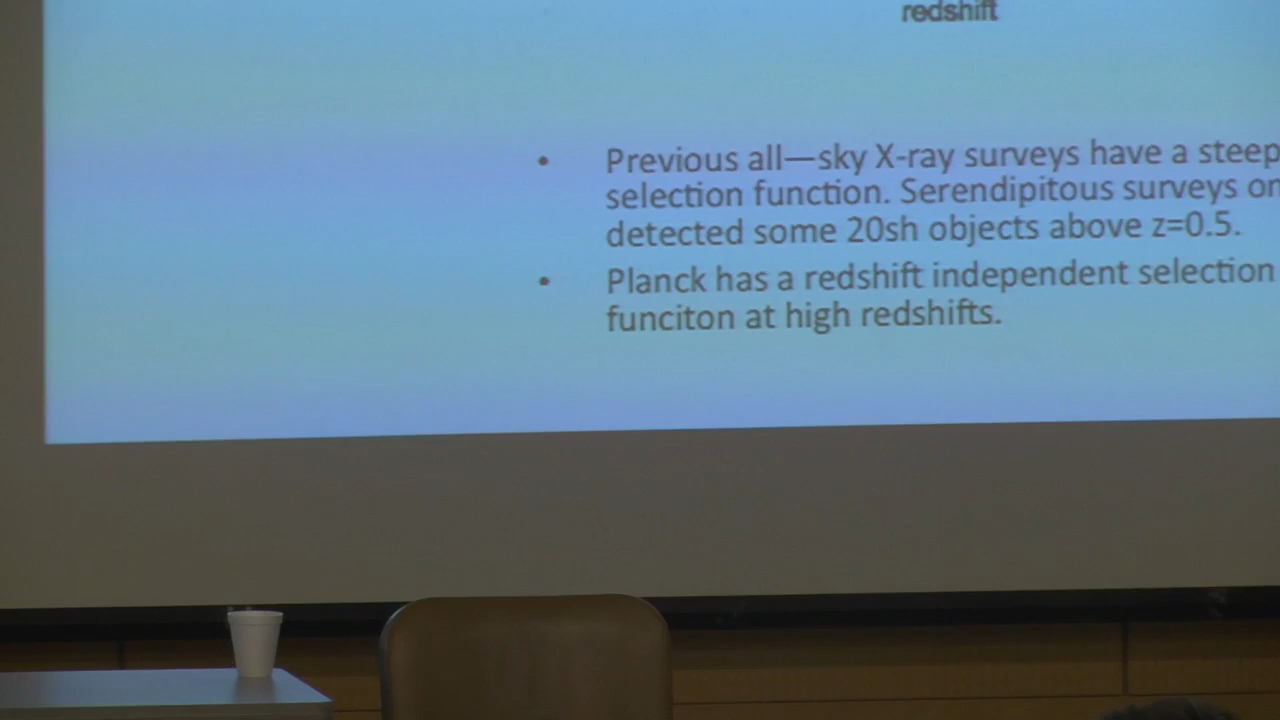 redshift
• Previous all—sky X-ray surveys have a steep
selection function. Serendipitous surveys on
detected some 20sh objects above z=0.5.
• Planck has a redshift independent selection
funciton at high redshifts.